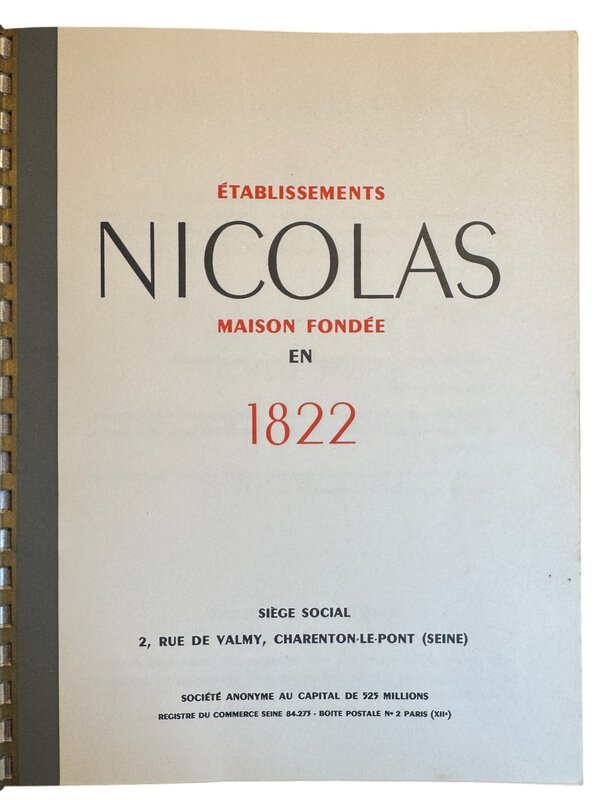 ÉTABLISSEMENTS
NICOLAS
MAISON FONDÉE
EN
1822
SIÈGE SOCIAL
2, RUE DE VALMY, CHARENTON-LE-PONT (SEINE)
SOCIÉTÉ ANONYME AU CAPITAL DE 525 MILLIONS
REGISTRE DU COMMERCE SEINE 84.273 - BOITE POSTALE Nº 2 PARIS (XIIe)